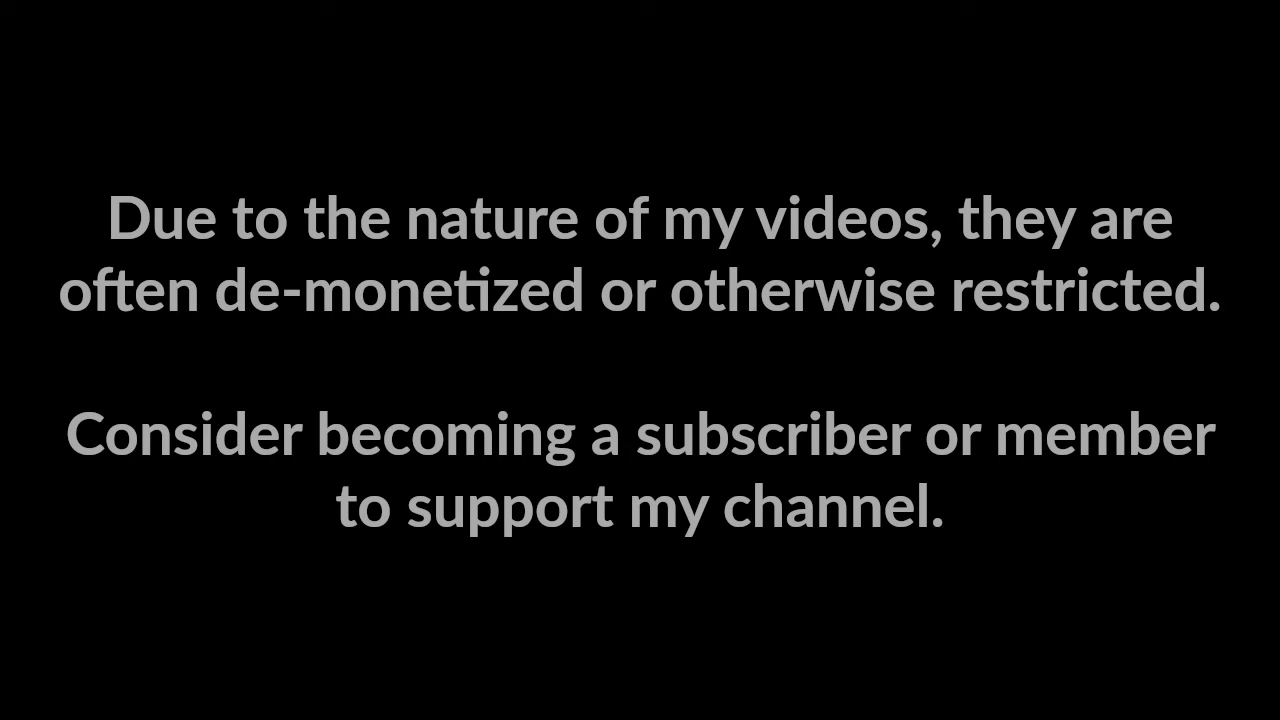 Due to the nature of my videos, they are
often de-monetized or otherwise restricted.
Consider becoming a subscriber or member
to support my channel.